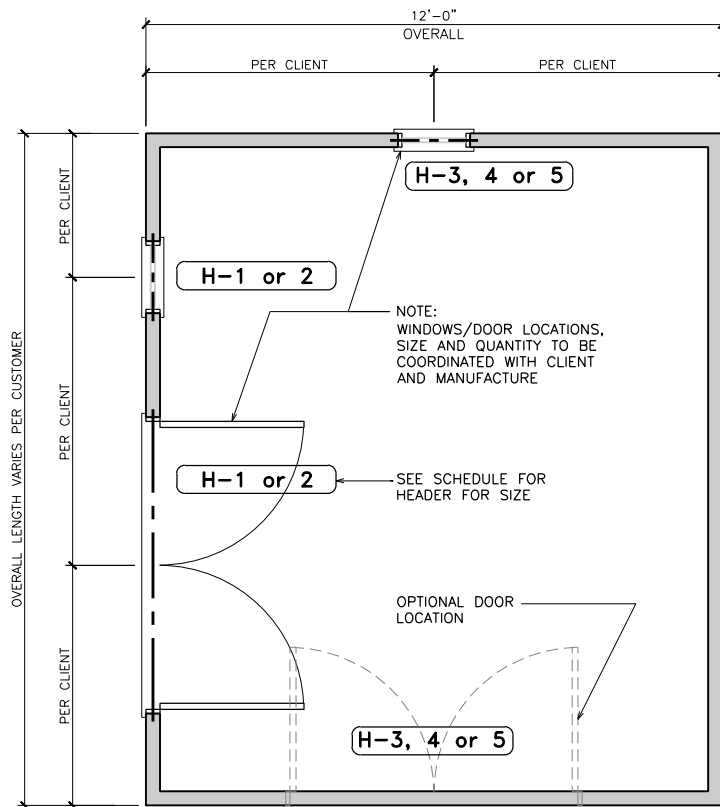 12'-0"
OVERALL
PER CLIENT
PER CLIENT
H-3, 4 or 5
PER CLIENT
H-1 or 2
NOTE:
WINDOWS/DOOR LOCATIONS,
SIZE AND QUANTITY TO BE
COORDINATED WITH CLIENT
AND MANUFACTURE
PER CLIENT
OVERALL LENGTH VARIES PER CUSTOMER
H-1 or 2
SEE SCHEDULE FOR
HEADER FOR SIZE
OPTIONAL DOOR
LOCATION
PER CLIENT
H-3, 4 or 5